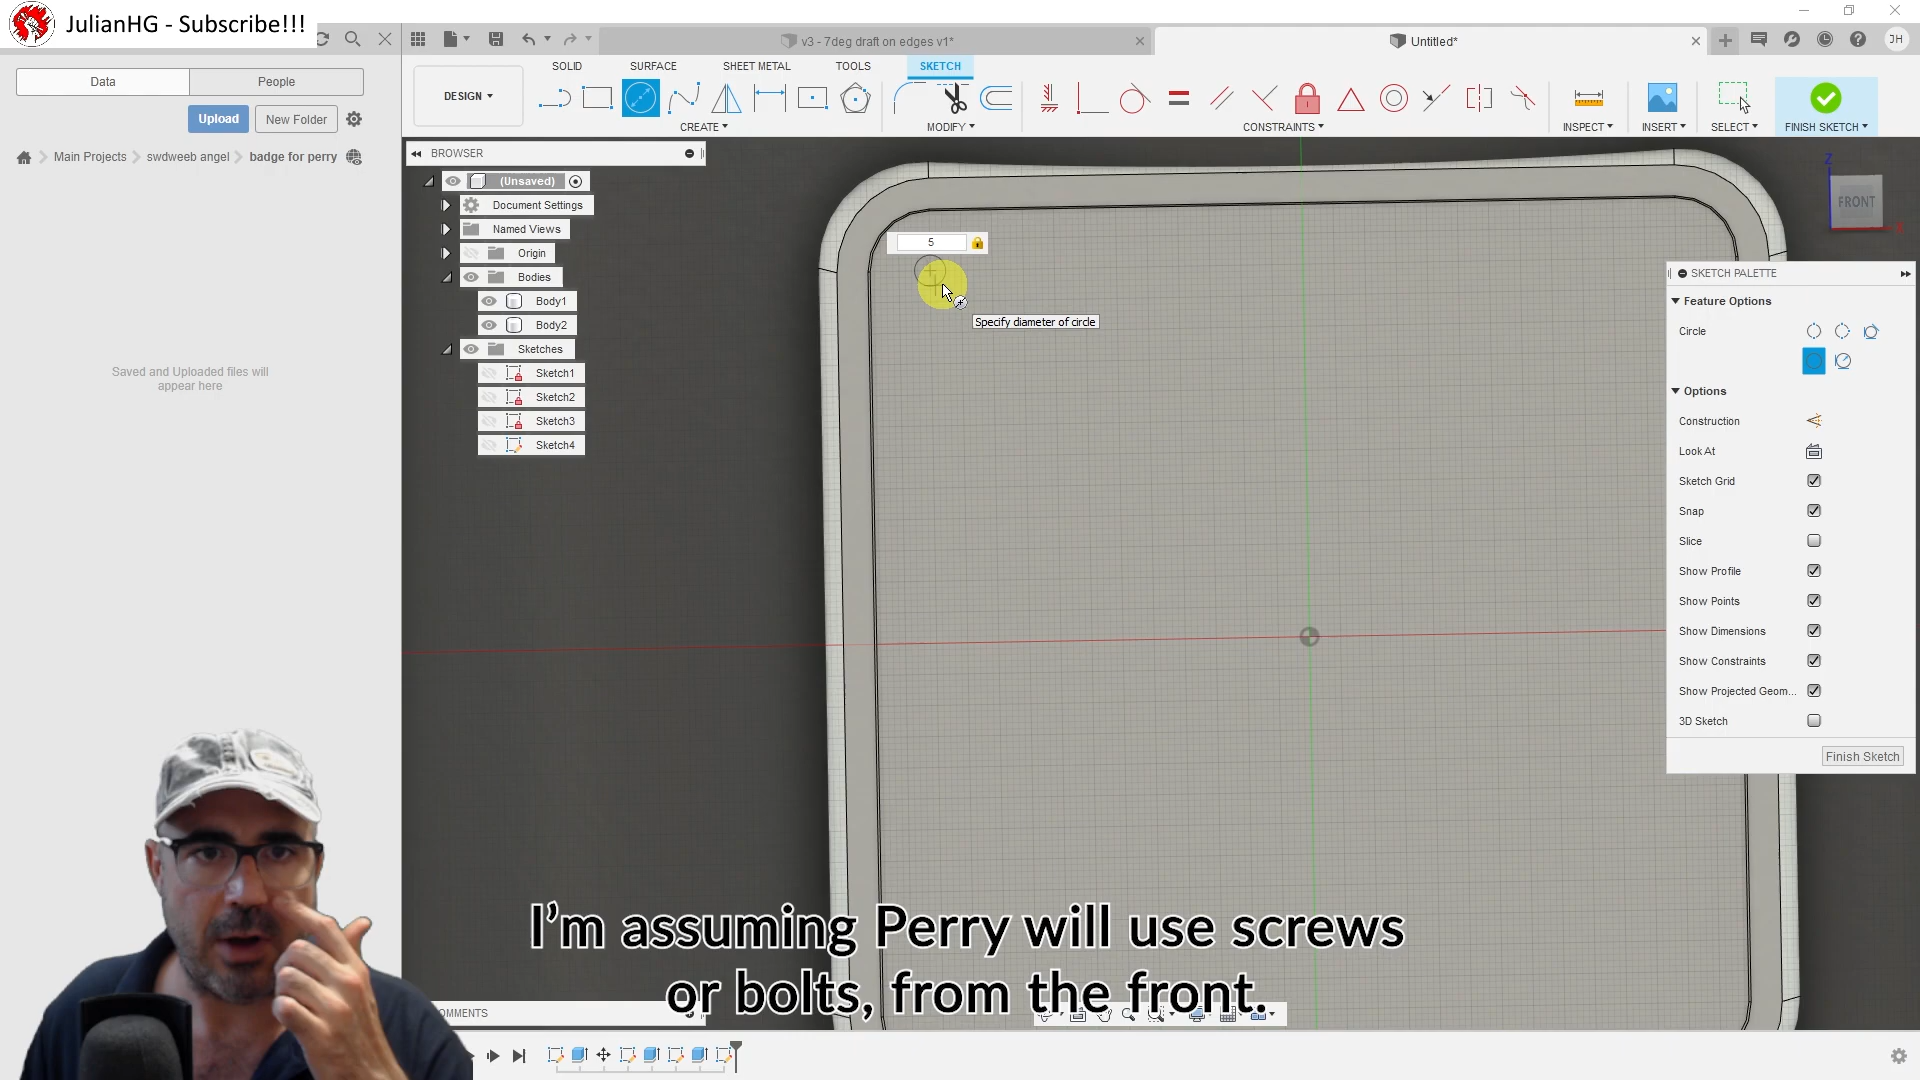 JulianHG - Subscribe!!!
v3 - 7deg draft on edges v1*
Untitled*
JH
Data
People
Upload
New Folder
Main Projects
swdweeb angel
badge for perry
Saved and Uploaded files will
appear here
DESIGN
SOLID
SURFACE
SHEET METAL
TOOLS
SKETCH
CREATE
MODIFY
CONSTRAINTS
INSPECT
INSERT
SELECT
FINISH SKETCH
BROWSER
(Unsaved)
Document Settings
Named Views
Origin
Bodies
Body1
Body2
Sketches
Sketch1
Sketch2
Sketch3
Sketch4
5
Specify diameter of circle
Z
FRONT
X
SKETCH PALETTE
Feature Options
Circle
Options
Construction
Look At
Sketch Grid
Snap
Slice
Show Profile
Show Points
Show Dimensions
Show Constraints
Show Projected Geom...
3D Sketch
Finish Sketch
I'm assuming Perry will use screws
or bolts, from the front.
OMMENTS